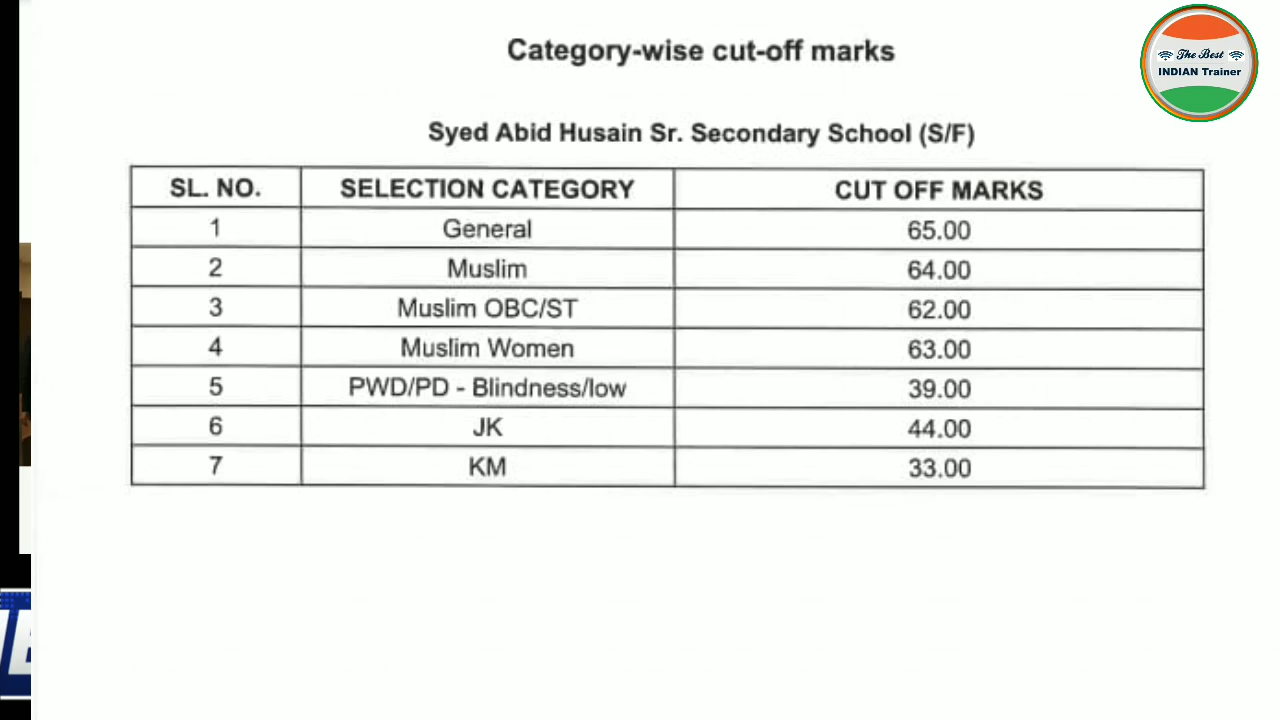 Category-wise cut-off marks
The Best
INDIAN Trainer
Syed Abid Husain Sr. Secondary School (S/F)
SL. NO. SELECTION CATEGORY CUT OFF MARKS
1 General 65.00
2 Muslim 64.00
3 Muslim OBC/ST 62.00
4 Muslim Women 63.00
5 PWD/PD - Blindness/low 39.00
6 JK 44.00
7 KM 33.00